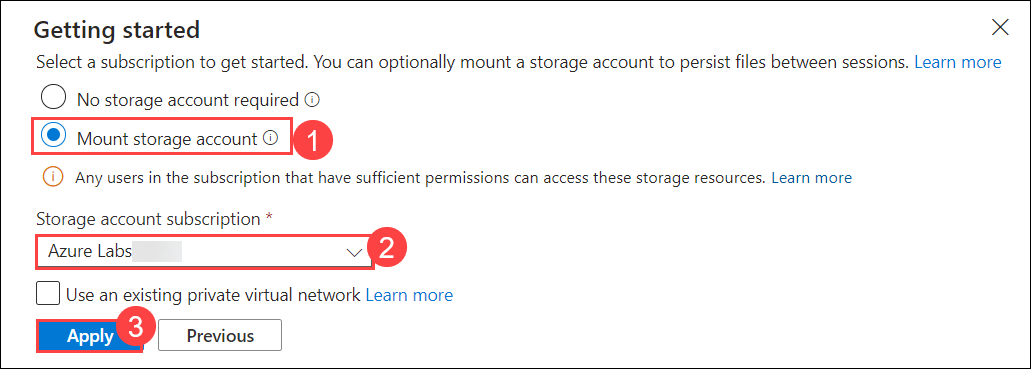 Getting started
Select a subscription to get started. You can optionally mount a storage account to persist files between sessions. Learn more
No storage account required
Mount storage account
1
Any users in the subscription that have sufficient permissions can access these storage resources. Learn more
Storage account subscription *
Azure Labs
2
Use an existing private virtual network Learn more
3
Apply Previous